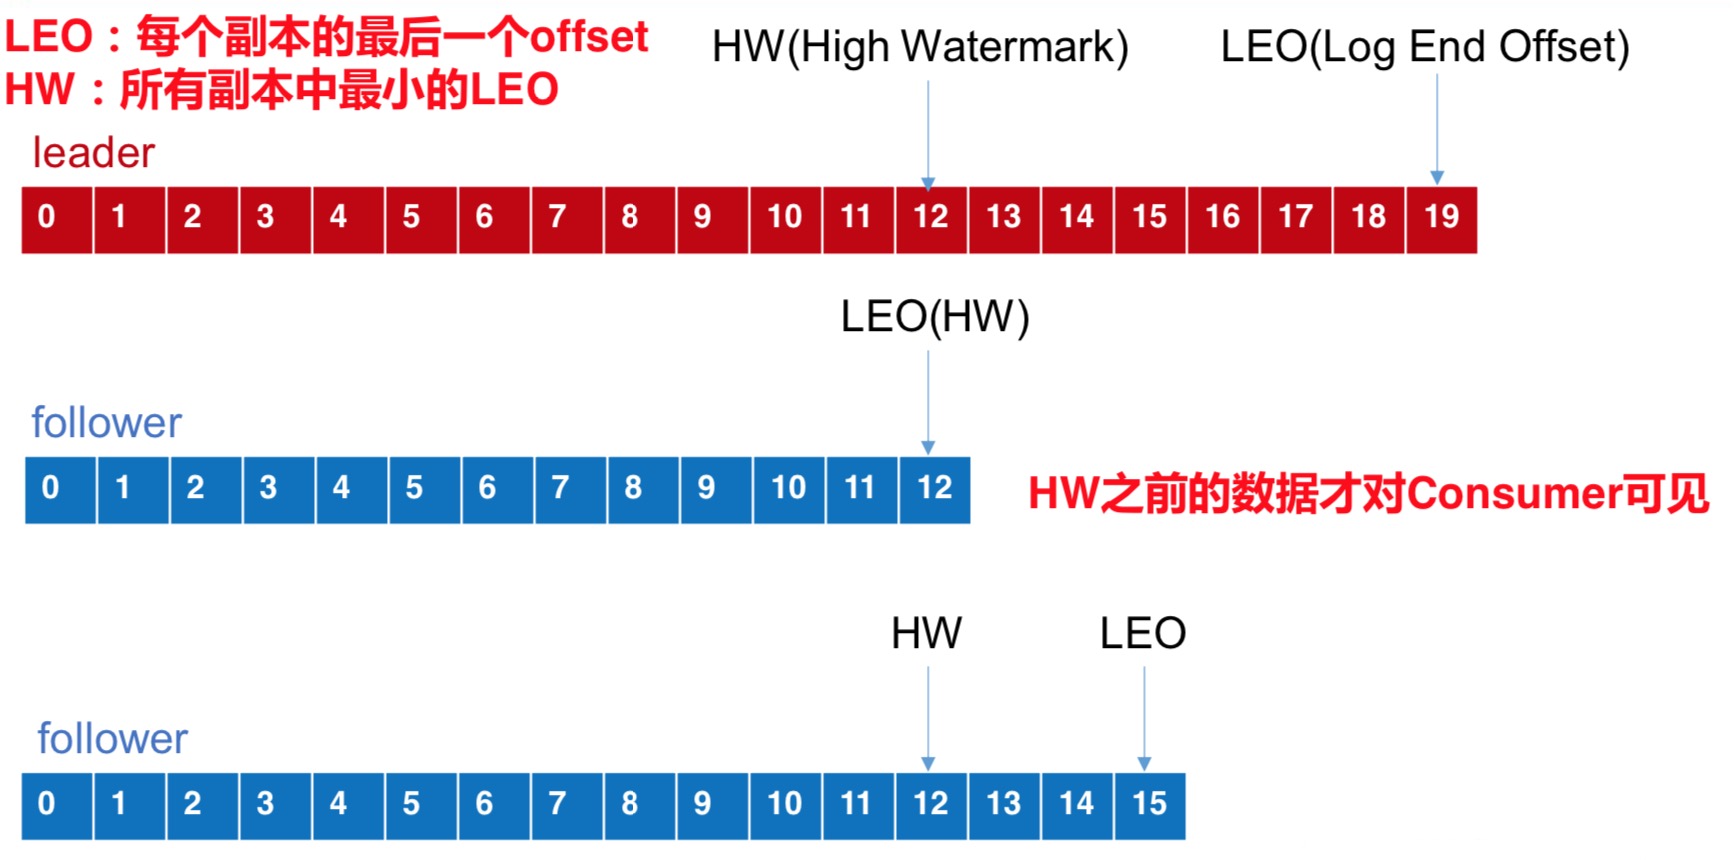 LEO：每个副本的最后一个offset
HW：所有副本中最小的LEO
HW(High Watermark)
LEO(Log End Offset)
leader
0 1 2 3 4 5 6 7 8 9 10 11 12 13 14 15 16 17 18 19
LEO(HW)
follower
0 1 2 3 4 5 6 7 8 9 10 11 12
HW之前的数据才对Consumer可见
HW
LEO
follower
0 1 2 3 4 5 6 7 8 9 10 11 12 13 14 15